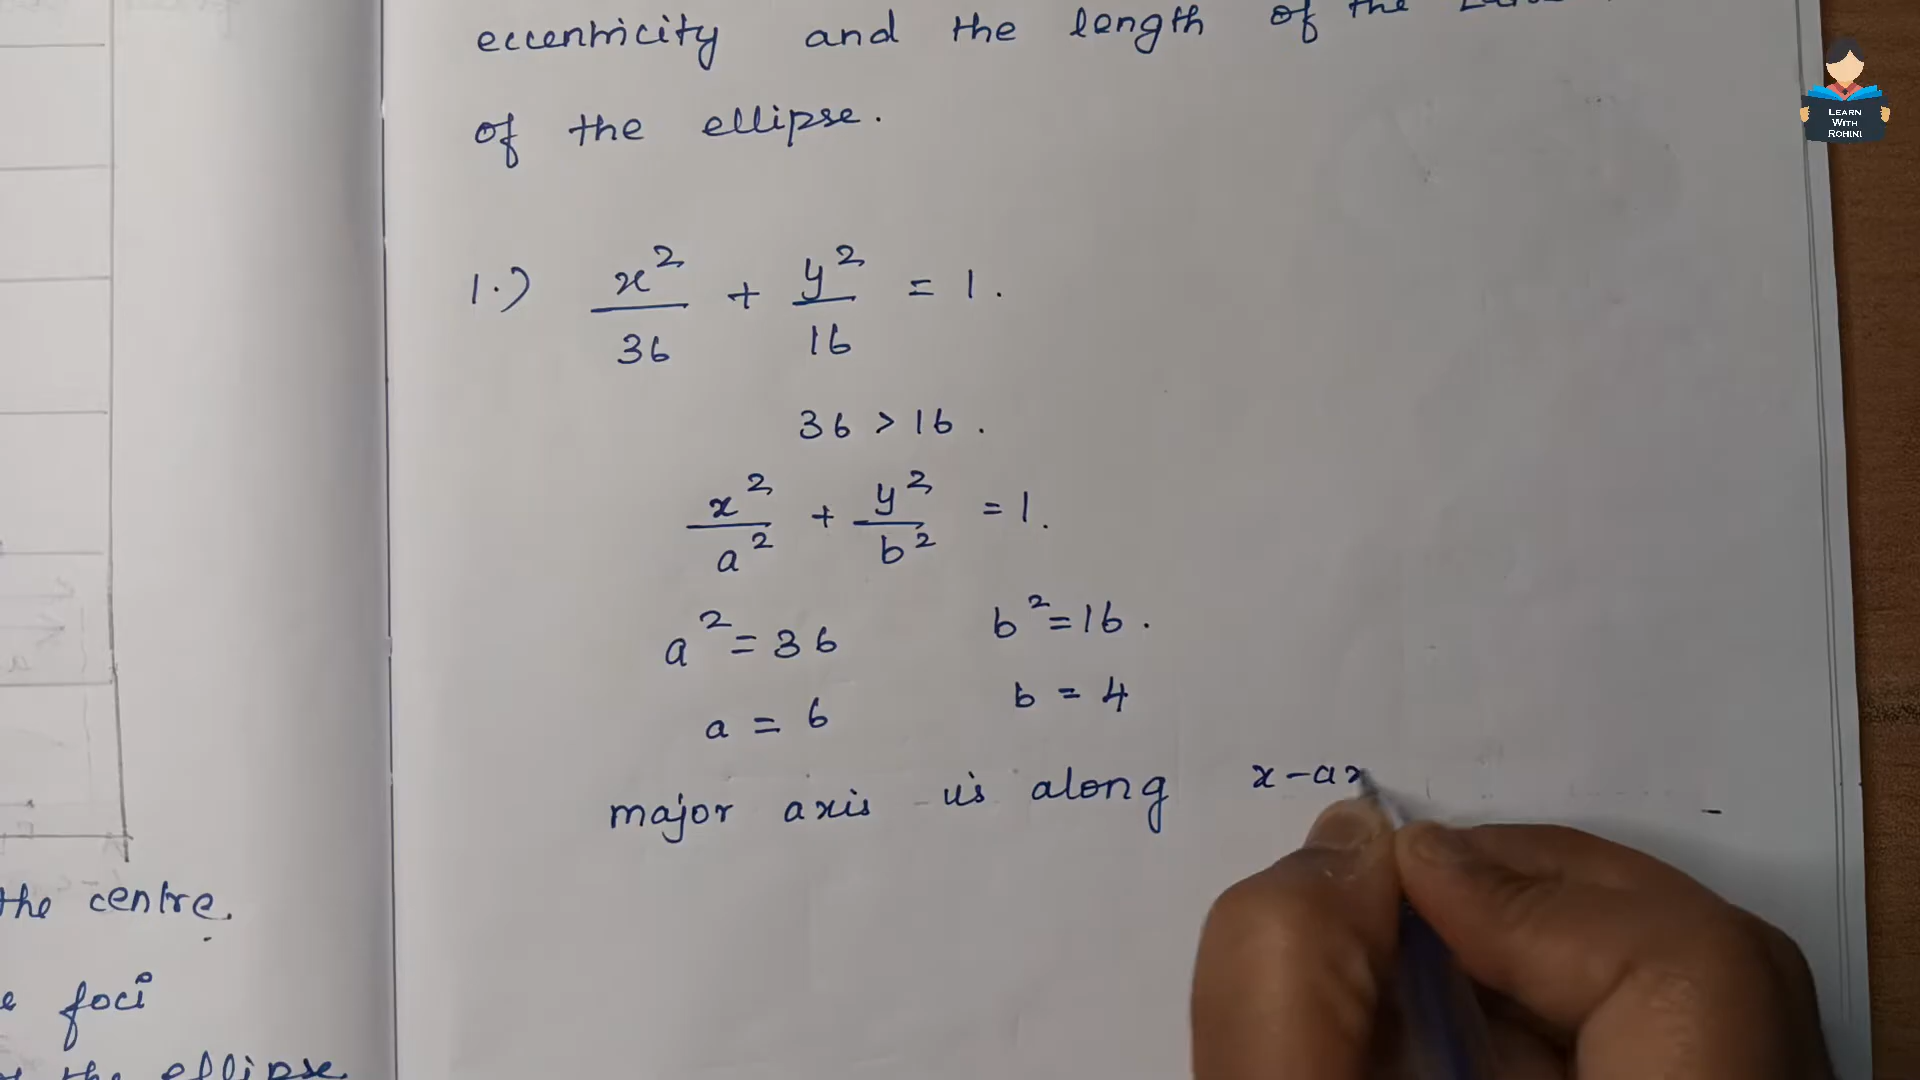 eccentricity and the length of the
of the ellipse.
1.) x²/36 + y²/16 = 1.
36 > 16 .
x²/a² + y²/b² = 1.
a² = 36 b² = 16 .
a = 6 b = 4
major axis is along x-ax
the centre.
foci
the ellipse.
LEARN
WITH
ROHINI